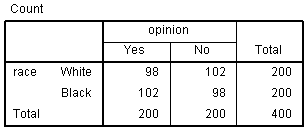 Count
opinion
Yes No Total
race White 98 102 200
Black 102 98 200
Total 200 200 400